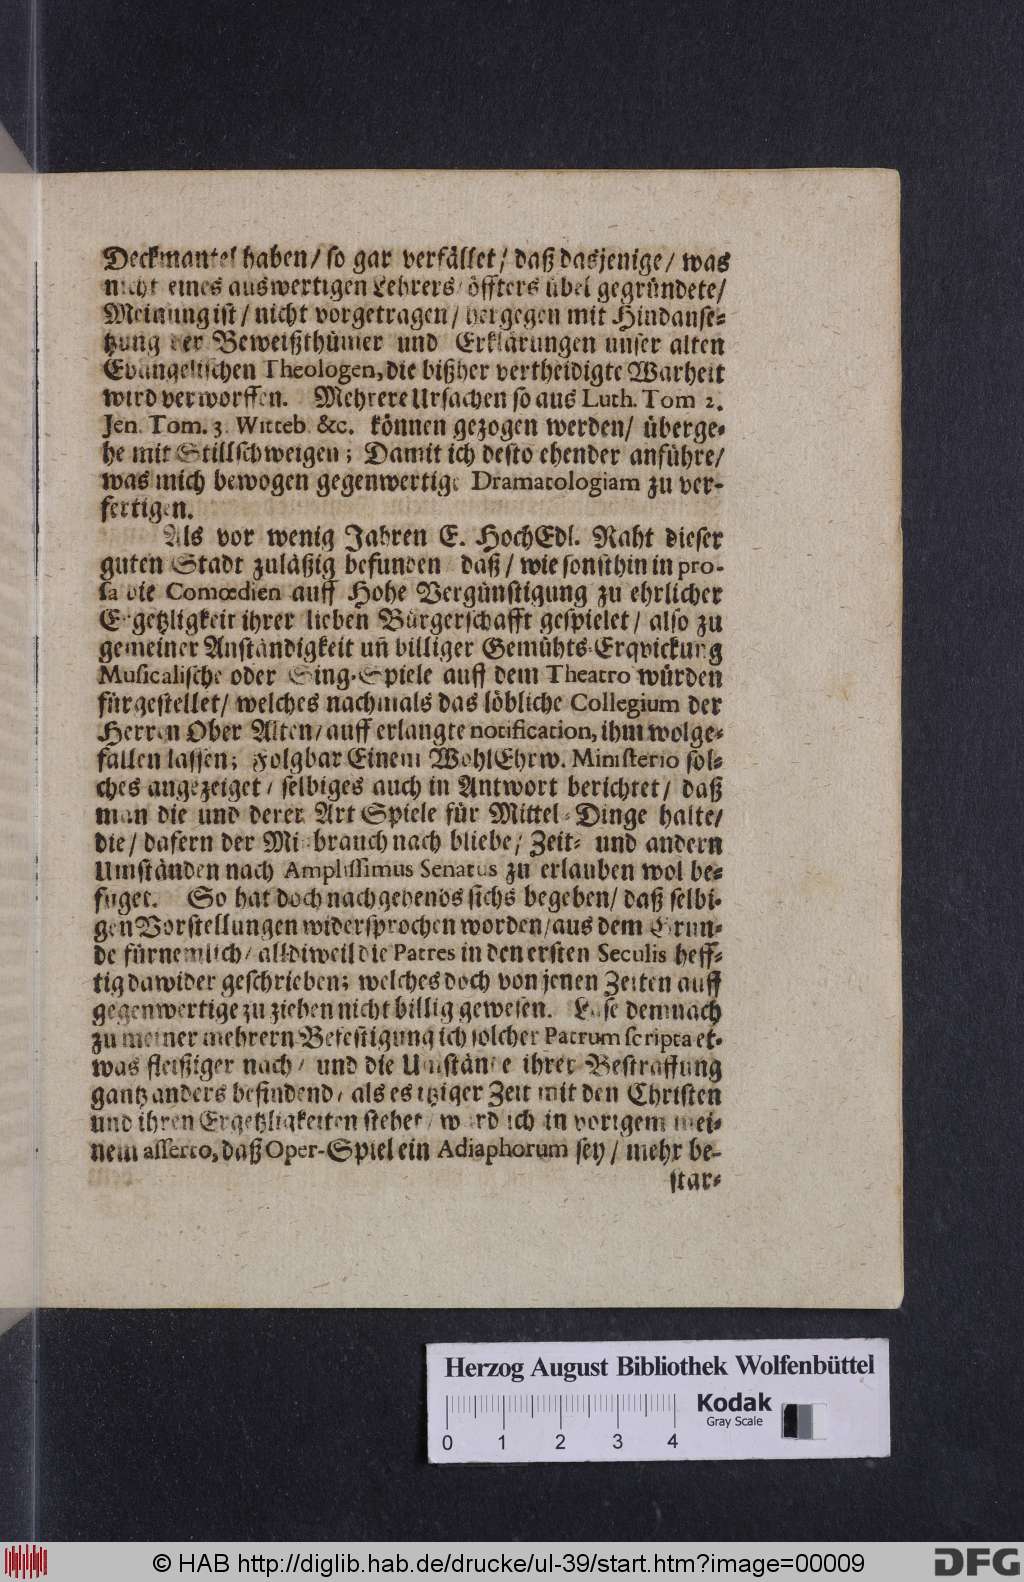 Deckmantel haben/ so gar verfället/ daß dasjenige/ was
nicht eines auswertigen Lehrers/ öffters übel gegründete/
Meinung ist/ nicht vorgetragen/ hergegen mit Hindanse-
tzung der Beweißthümer und Erklärungen unser alten
Evangelischen Theologen, die bißher vertheidigte Warheit
wird verworffen. Mehrere Ursachen so aus Luth. Tom 2.
Jen. Tom. 3. Witteb. &c. können gezogen werden/ überge-
he mit Stillschweigen; Damit ich desto ehender anführe/
was mich bewogen gegenwertige Dramatologiam zu ver-
fertigen.
Als vor wenig Jahren E. HochEdl. Raht dieser
guten Stadt zuläßig befunden daß/ wie sonsthin in pro-
sa die Comœdien auff Hohe Vergünstigung zu ehrlicher
Ergetzligkeit ihrer lieben Bürgerschafft gespielet/ also zu
gemeiner Anständigkeit uñ billiger Gemühts-Erqvickung
Musicalische oder Sing-Spiele auff dem Theatro würden
fürgestellet/ welches nachmals das löbliche Collegium der
Herren Ober Alten/ auff erlangte notification, ihm wolge-
fallen lassen; Folgbar Einem WohlEhrw. Ministerio sol-
ches angezeiget/ selbiges auch in Antwort berichtet/ daß
man die und derer Art Spiele für Mittel-Dinge halte/
die/ dafern der Mißbrauch nach bliebe/ Zeit- und andern
Umständen nach Amplissimus Senatus zu erlauben wol be-
füget. So hat doch nachgehends sichs begeben/ daß selbi-
gen Vorstellungen widersprochen worden/ aus dem Grun-
de fürnemlich/ alldiweil die Patres in den ersten Seculis heff-
tig dawider geschrieben; welches doch von jenen Zeiten auff
gegenwertige zu ziehen nicht billig gewesen. Lase demnach
zu meiner mehrern Befestigung ich solcher Patrum scripta et-
was fleißiger nach/ und die Umstände ihrer Bestraffung
gantz anders befindend/ als es itziger Zeit mit den Christen
und ihren Ergetzligkeiten stehet/ ward ich in vorigem mei-
nem asserto, daß Oper-Spiel ein Adiaphorum sey/ mehr be-
stär-
Herzog August Bibliothek Wolfenbüttel
Kodak
Gray Scale
0 1 2 3 4
© HAB http://diglib.hab.de/drucke/ul-39/start.htm?image=00009
DFG